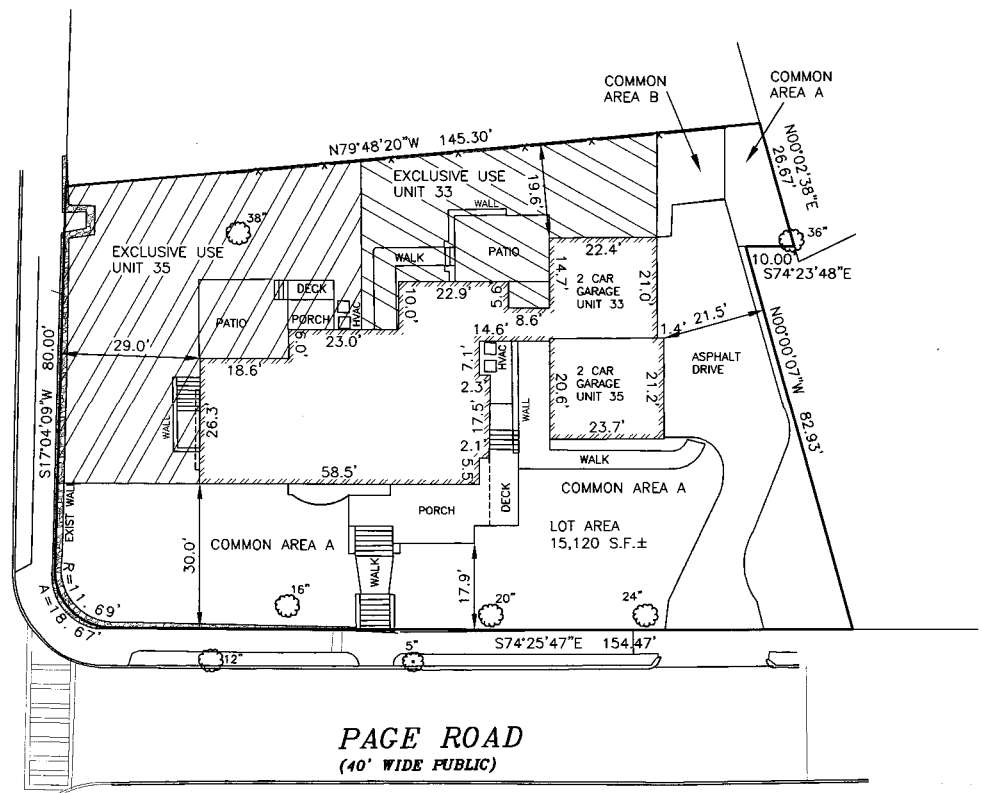 COMMON
AREA B
COMMON
AREA A
N79°48'20"W 145.30'
N00°02'38"E
26.67'
EXCLUSIVE USE
UNIT 33
19.6'
WALL
38"
36"
EXCLUSIVE USE
UNIT 35
WALK
PATIO
22.4'
10.00'
S74°23'48"E
14.7'
2 CAR
GARAGE
UNIT 33
21.0'
DECK
22.9'
5.6
10.0'
8.6'
PATIO
PORCH
HVAC
6.0'
23.0'
14.6'
1.4'
21.5'
N00°00'07"W 82.93'
S17°04'09"W 80.00'
29.0'
18.6'
7.1'
HVAC
2.3'
ASPHALT
DRIVE
2 CAR
GARAGE
UNIT 35
20.6'
21.2'
26.3'
WALL
17.5'
WALL
2.1
23.7'
58.5'
5.5'
WALK
EXIST WALL
DECK
COMMON AREA A
PORCH
LOT AREA
15,120 S.F.±
COMMON AREA A
30.0'
WALK
17.9'
R=11.69'
A=18.67'
16"
20"
24"
S74°25'47"E 154.47'
12"
5"
PAGE ROAD
(40' WIDE PUBLIC)